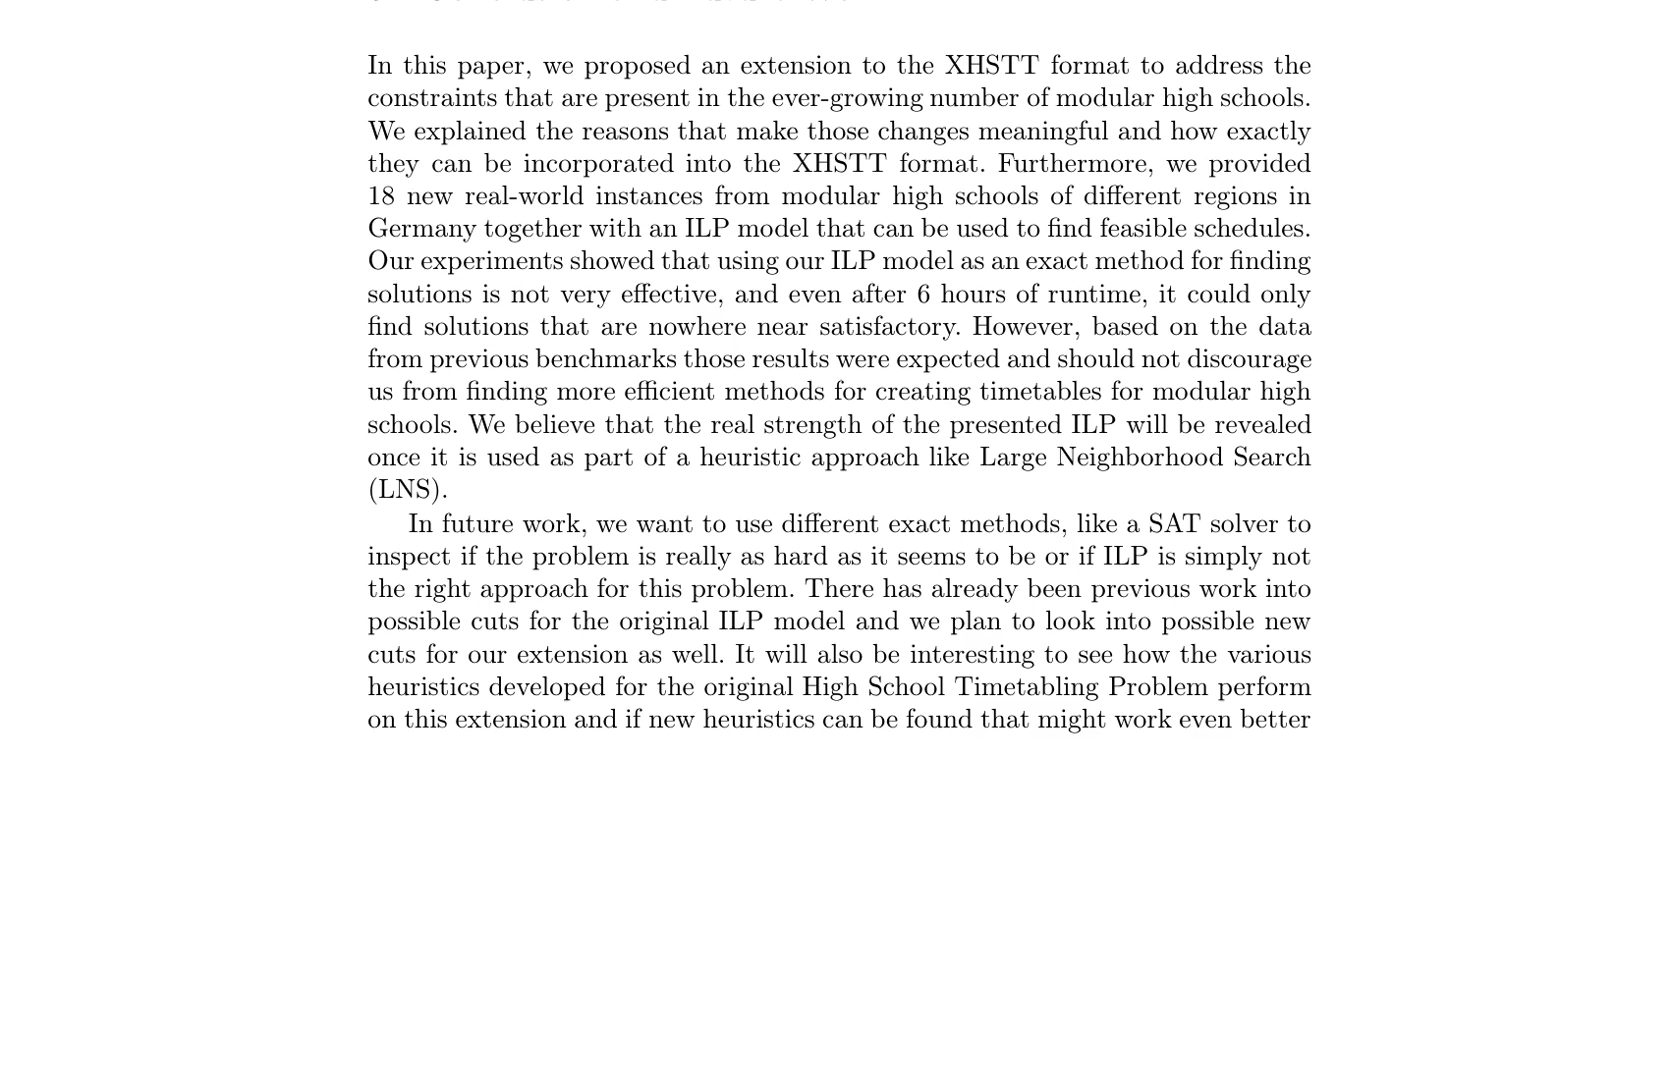 In this paper, we proposed an extension to the XHSTT format to address the
constraints that are present in the ever-growing number of modular high schools.
We explained the reasons that make those changes meaningful and how exactly
they can be incorporated into the XHSTT format. Furthermore, we provided
18 new real-world instances from modular high schools of different regions in
Germany together with an ILP model that can be used to find feasible schedules.
Our experiments showed that using our ILP model as an exact method for finding
solutions is not very effective, and even after 6 hours of runtime, it could only
find solutions that are nowhere near satisfactory. However, based on the data
from previous benchmarks those results were expected and should not discourage
us from finding more efficient methods for creating timetables for modular high
schools. We believe that the real strength of the presented ILP will be revealed
once it is used as part of a heuristic approach like Large Neighborhood Search
(LNS).
In future work, we want to use different exact methods, like a SAT solver to
inspect if the problem is really as hard as it seems to be or if ILP is simply not
the right approach for this problem. There has already been previous work into
possible cuts for the original ILP model and we plan to look into possible new
cuts for our extension as well. It will also be interesting to see how the various
heuristics developed for the original High School Timetabling Problem perform
on this extension and if new heuristics can be found that might work even better